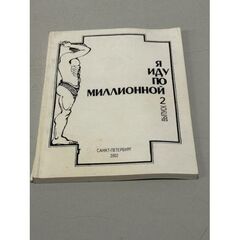 Я
ИДУ
ПО
МИЛЛИОННОЙ
ВЫПУСК 2
САНКТ-ПЕТЕРБУРГ
2002